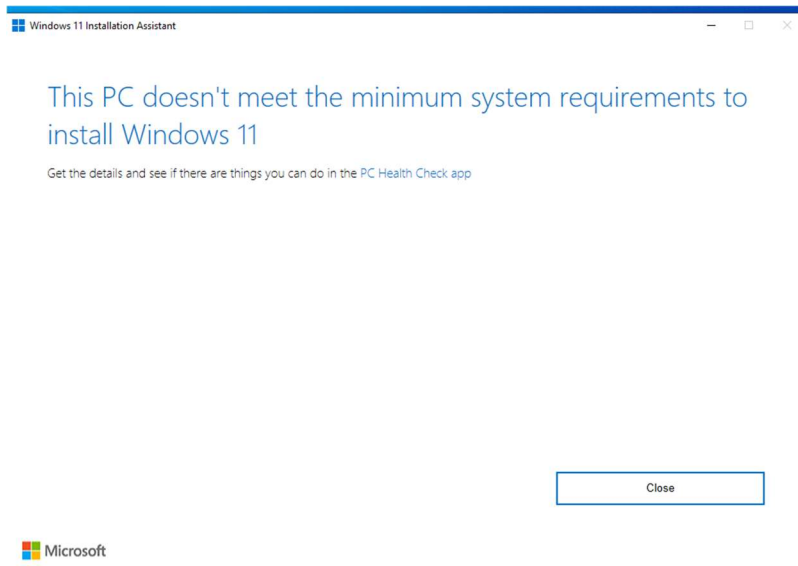 Windows 11 Installation Assistant
This PC doesn't meet the minimum system requirements to
install Windows 11
Get the details and see if there are things you can do in the PC Health Check app
Close
Microsoft